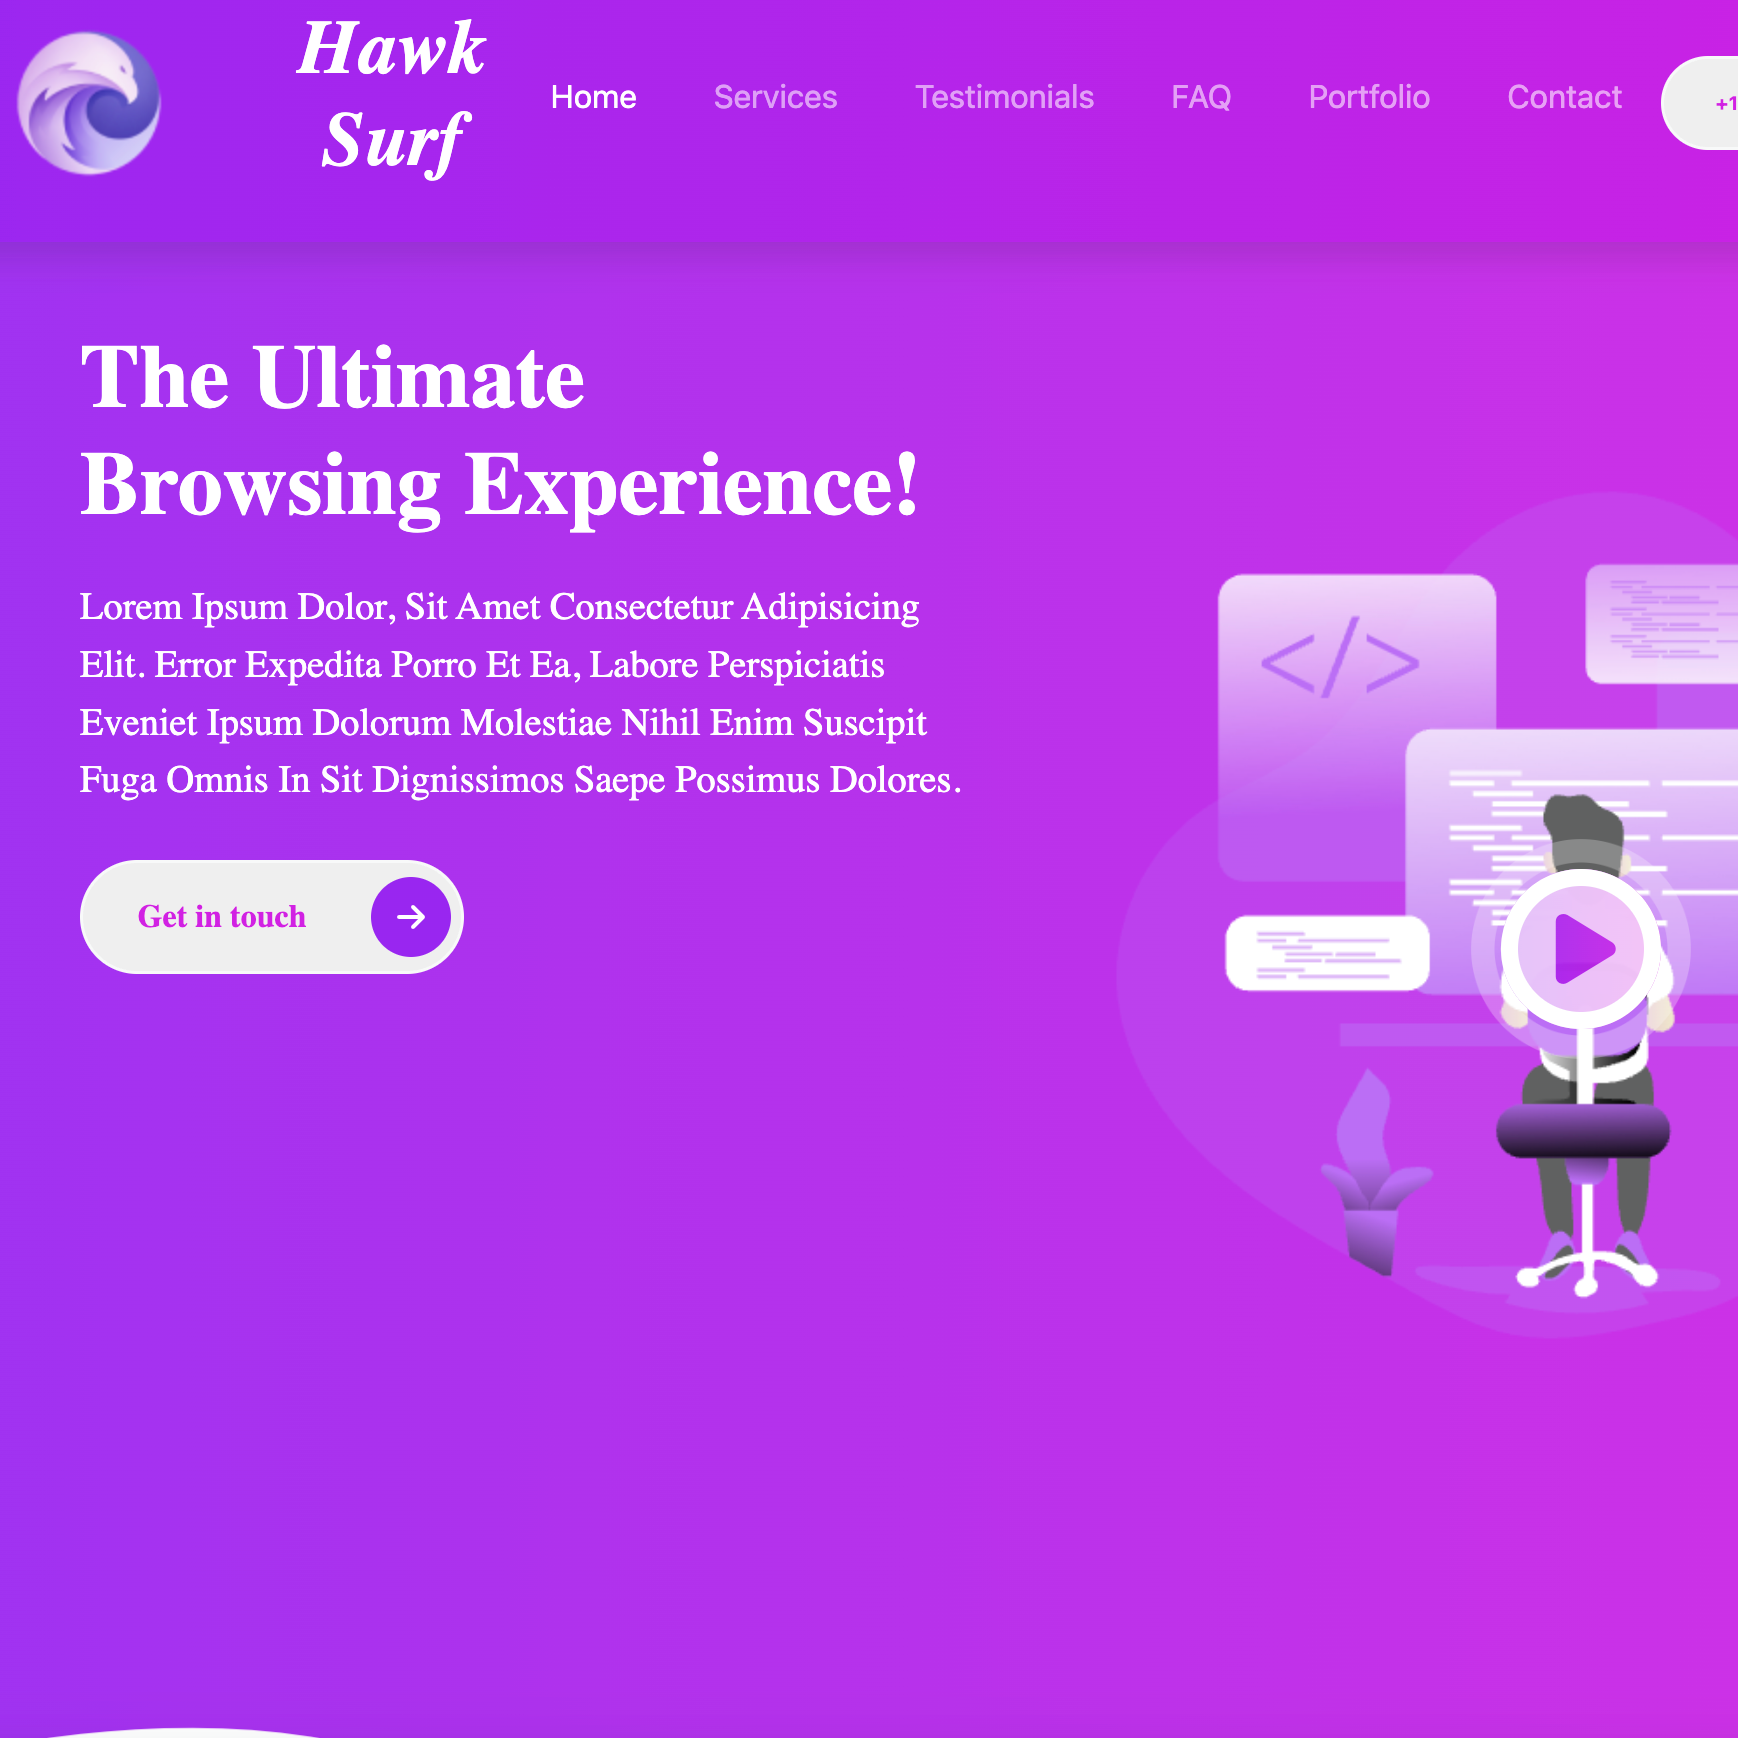 Hawk
Surf
Home Services Testimonials FAQ Portfolio Contact
+1
The Ultimate
Browsing Experience!
Lorem Ipsum Dolor, Sit Amet Consectetur Adipisicing
Elit. Error Expedita Porro Et Ea, Labore Perspiciatis
Eveniet Ipsum Dolorum Molestiae Nihil Enim Suscipit
Fuga Omnis In Sit Dignissimos Saepe Possimus Dolores.
Get in touch
</>